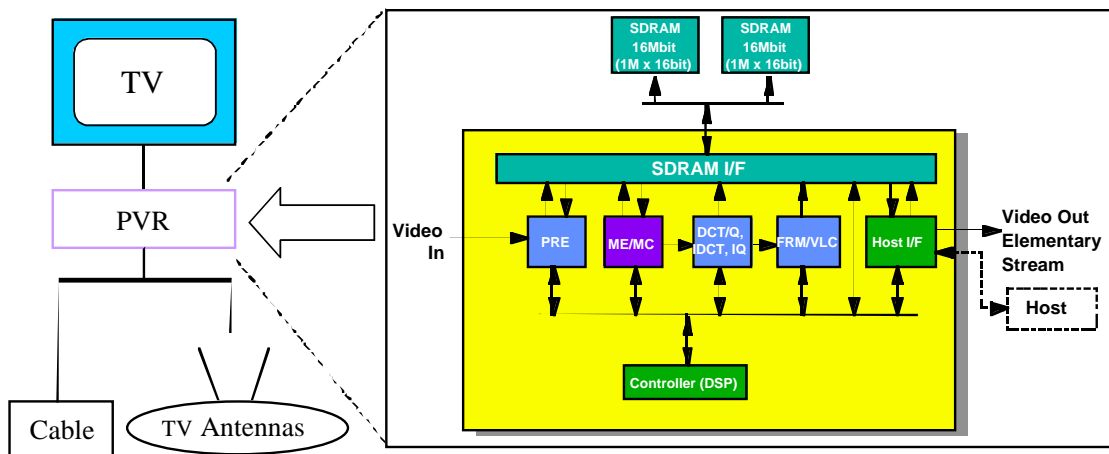 TV
PVR
Cable
TV Antennas
SDRAM
16Mbit
(1M x 16bit)
SDRAM
16Mbit
(1M x 16bit)
SDRAM I/F
Video
In
PRE
ME/MC
DCT/Q,
IDCT, IQ
FRM/VLC
Host I/F
Video Out
Elementary
Stream
Host
Controller (DSP)